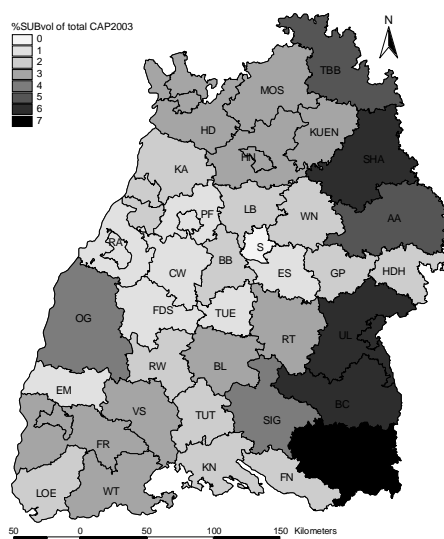 %SUBvol of total CAP2003
0
1
2
3
4
5
6
7
N
TBB
MOS
HD
KUEN
HN
SHA
KA
PF
LB
WN
AA
RA
S
CW
BB
ES
GP
HDH
OG
FDS
TUE
RT
UL
RW
BL
EM
VS
TUT
SIG
BC
FR
KN
FN
LOE
WT
50 0 50 100 150 Kilometers